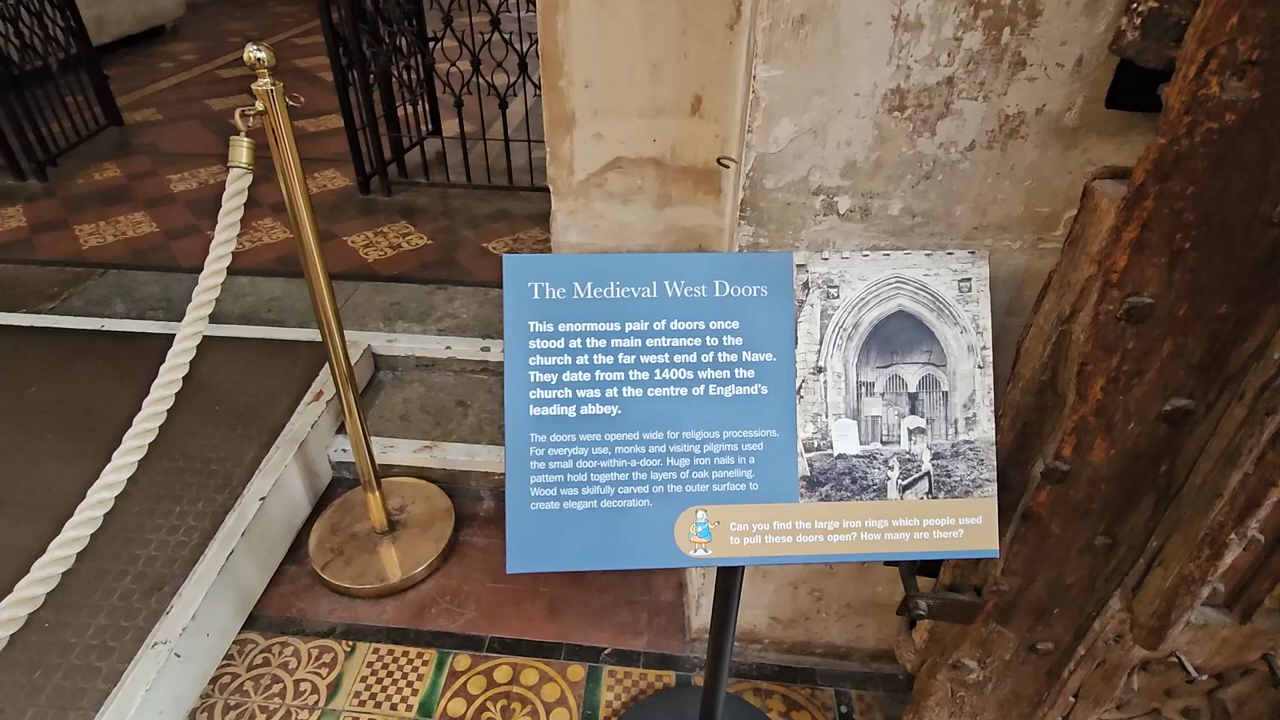 The Medieval West Doors
This enormous pair of doors once
stood at the main entrance to the
church at the far west end of the Nave.
They date from the 1400s when the
church was at the centre of England's
leading abbey.
The doors were opened wide for religious processions.
For everyday use, monks and visiting pilgrims used
the small door-within-a-door. Huge iron nails in a
pattern hold together the layers of oak panelling.
Wood was skilfully carved on the outer surface to
create elegant decoration.
Can you find the large iron rings which people used
to pull these doors open? How many are there?